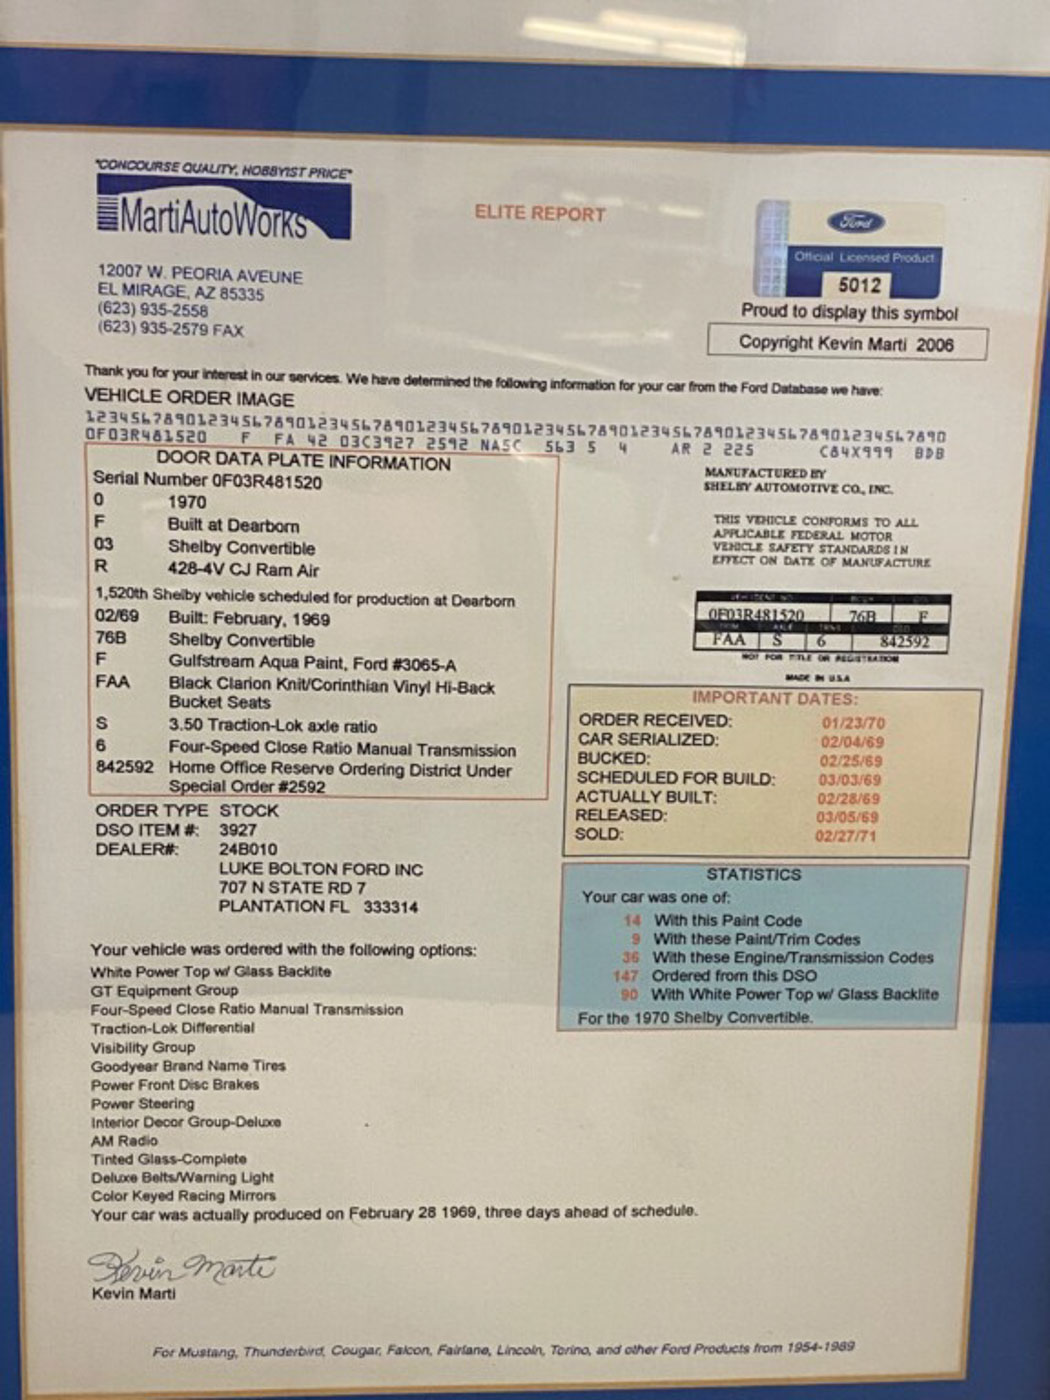 "CONCOURSE QUALITY, HOBBYIST PRICE"
MartiAutoWorks
12007 W. PEORIA AVEUNE
EL MIRAGE, AZ 85335
(623) 935-2558
(623) 935-2579 FAX
ELITE REPORT
Ford
Official Licensed Product
5012
Proud to display this symbol
Copyright Kevin Marti 2006
Thank you for your interest in our services. We have determined the following information for your car from the Ford Database we have:
VEHICLE ORDER IMAGE
12345678901234567890123456789012345678901234567890123456789012345678901234567890
0F03R481520 F FA 42 03C3927 2592 NASC 563 5 4 AR 2 225 C84X999 BDB
DOOR DATA PLATE INFORMATION
Serial Number 0F03R481520
0 1970
F Built at Dearborn
03 Shelby Convertible
R 428-4V CJ Ram Air
1,520th Shelby vehicle scheduled for production at Dearborn
02/69 Built: February, 1969
76B Shelby Convertible
F Gulfstream Aqua Paint, Ford #3065-A
FAA Black Clarion Knit/Corinthian Vinyl Hi-Back
Bucket Seats
S 3.50 Traction-Lok axle ratio
6 Four-Speed Close Ratio Manual Transmission
842592 Home Office Reserve Ordering District Under
Special Order #2592
MANUFACTURED BY
SHELBY AUTOMOTIVE CO., INC.
THIS VEHICLE CONFORMS TO ALL
APPLICABLE FEDERAL MOTOR
VEHICLE SAFETY STANDARDS IN
EFFECT ON DATE OF MANUFACTURE
0F03R481520 76B F
TRIM AXLE TRANS
FAA S 6 842592
NOT FOR TITLE OR REGISTRATION
MADE IN U.S.A
IMPORTANT DATES:
ORDER RECEIVED: 01/23/70
CAR SERIALIZED: 02/04/69
BUCKED: 02/25/69
SCHEDULED FOR BUILD: 03/03/69
ACTUALLY BUILT: 02/28/69
RELEASED: 03/05/69
SOLD: 02/27/71
ORDER TYPE STOCK
DSO ITEM #: 3927
DEALER#: 24B010
LUKE BOLTON FORD INC
707 N STATE RD 7
PLANTATION FL 333314
STATISTICS
Your car was one of:
14 With this Paint Code
9 With these Paint/Trim Codes
36 With these Engine/Transmission Codes
147 Ordered from this DSO
90 With White Power Top w/ Glass Backlite
For the 1970 Shelby Convertible.
Your vehicle was ordered with the following options:
White Power Top w/ Glass Backlite
GT Equipment Group
Four-Speed Close Ratio Manual Transmission
Traction-Lok Differential
Visibility Group
Goodyear Brand Name Tires
Power Front Disc Brakes
Power Steering
Interior Decor Group-Deluxe
AM Radio
Tinted Glass-Complete
Deluxe Belts/Warning Light
Color Keyed Racing Mirrors
Your car was actually produced on February 28 1969, three days ahead of schedule.
Kevin Marti
Kevin Marti
For Mustang, Thunderbird, Cougar, Falcon, Fairlane, Lincoln, Torino, and other Ford Products from 1954-1989